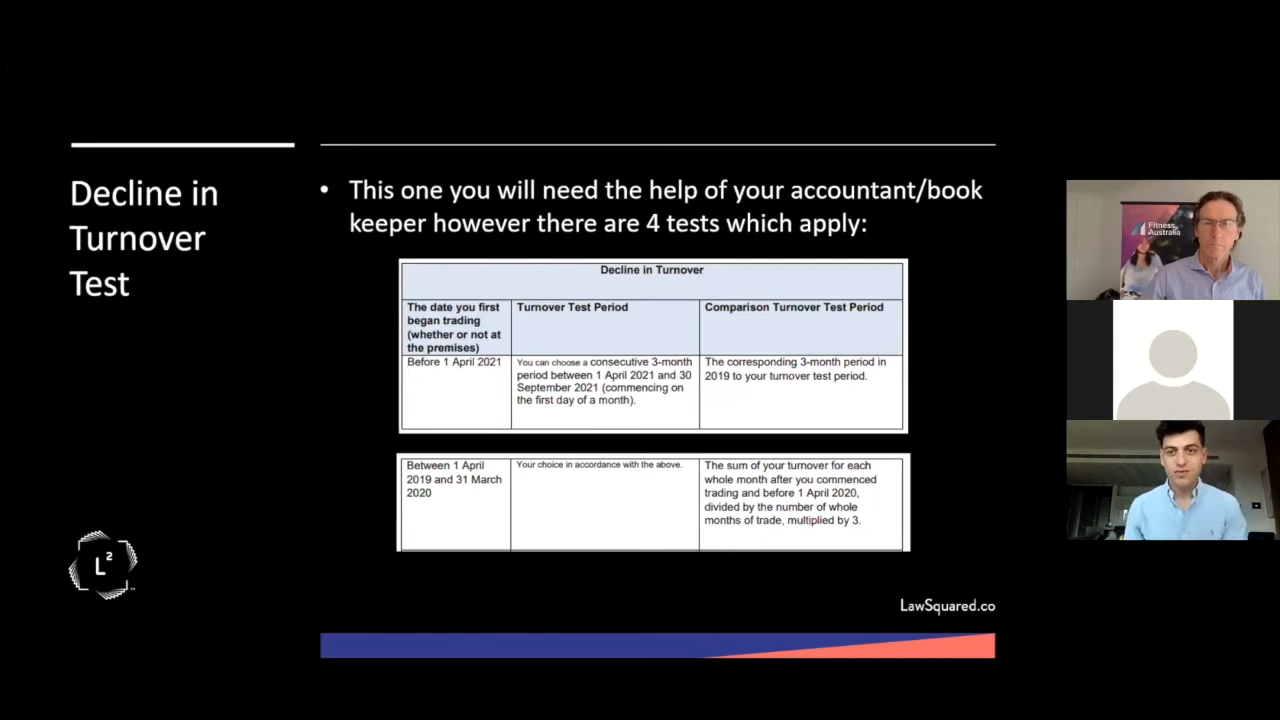 Decline in
Turnover
Test
• This one you will need the help of your accountant/book
keeper however there are 4 tests which apply:
Decline in Turnover
The date you first
began trading
(whether or not at
the premises)
Turnover Test Period
Comparison Turnover Test Period
Before 1 April 2021
You can choose a consecutive 3-month
period between 1 April 2021 and 30
September 2021 (commencing on
the first day of a month).
The corresponding 3-month period in
2019 to your turnover test period.
Between 1 April
2019 and 31 March
2020
Your choice in accordance with the above.
The sum of your turnover for each
whole month after you commenced
trading and before 1 April 2020,
divided by the number of whole
months of trade, multiplied by 3.
L²
LawSquared.co
Fitness
Australia